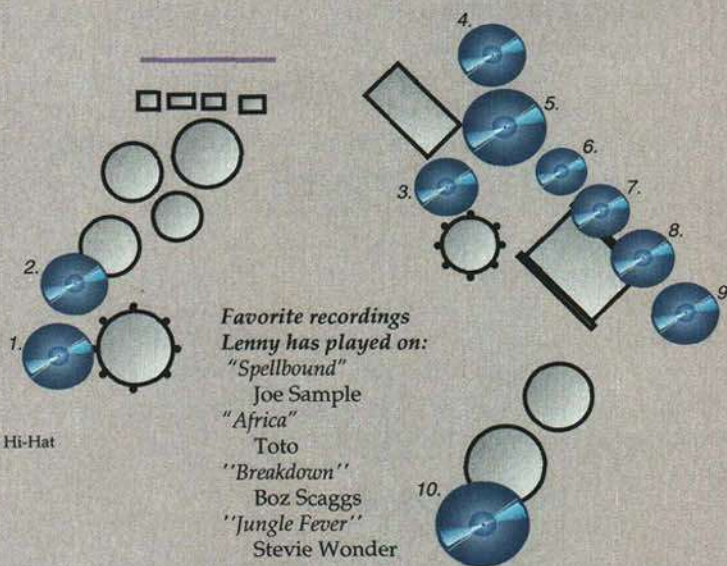 4.
5.
6.
3.
7.
2.
8.
9
1.
Favorite recordings
Lenny has played on:
"Spellbound"
Joe Sample
"Africa"
Toto
Hi-Hat
''Breakdown''
Boz Scaggs
10.
''Jungle Fever''
Stevie Wonder